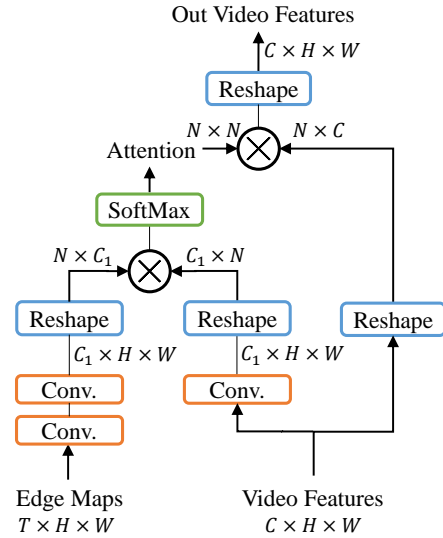 Out Video Features
C × H × W
Reshape
N × N
N × C
Attention
SoftMax
N × C₁
C₁ × N
Reshape
Reshape
Reshape
C₁ × H × W
C₁ × H × W
Conv.
Conv.
Conv.
Edge Maps
Video Features
T × H × W
C × H × W